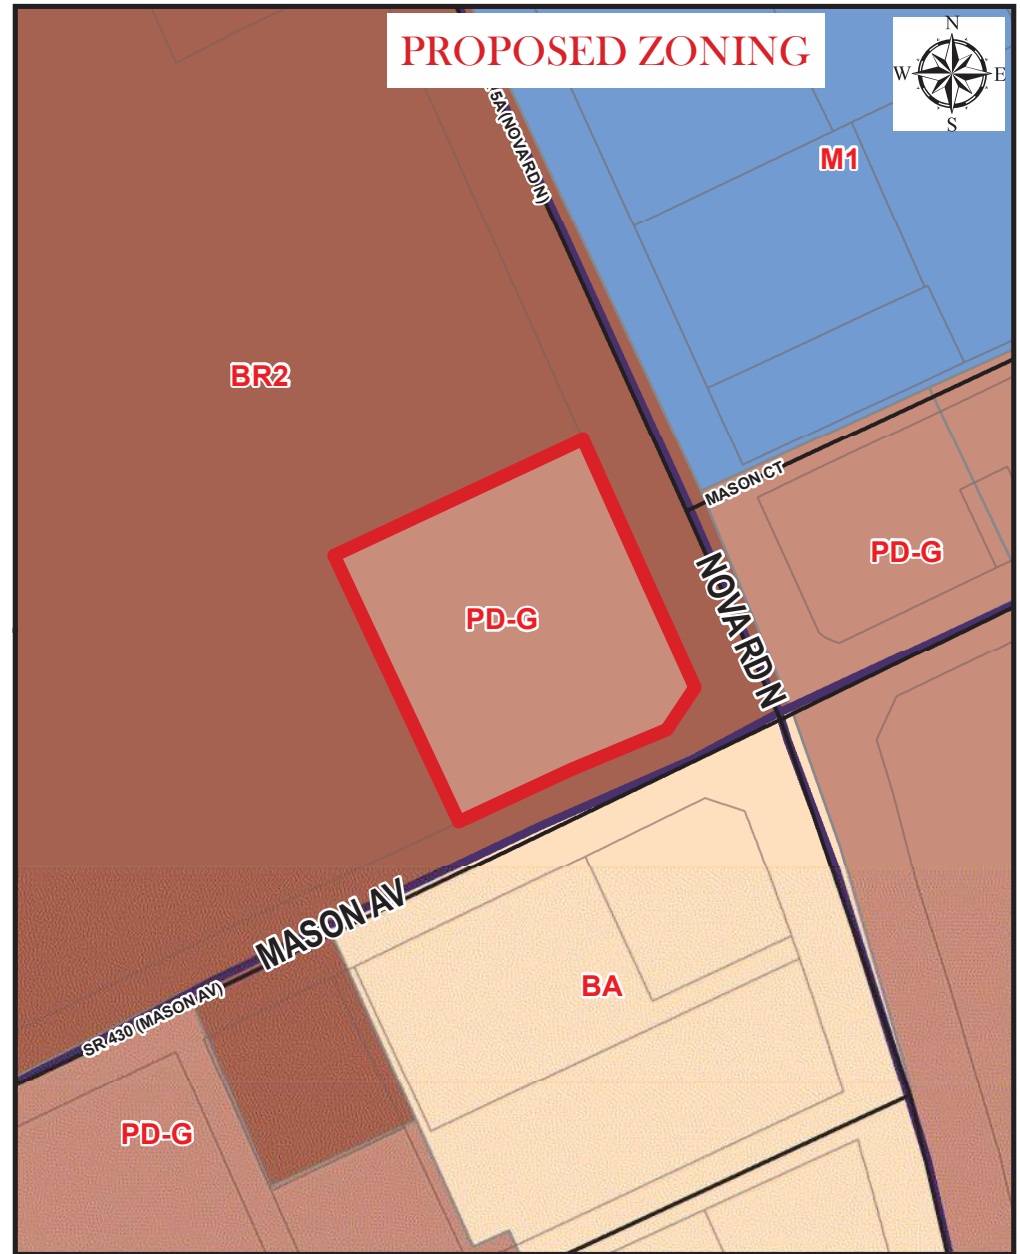 PROPOSED ZONING
N
W E
S
5A (NOVA RD N)
M1
BR2
MASON CT
PD-G
NOVA RD N
PD-G
MASON AV
BA
SR 430 (MASON AV)
PD-G